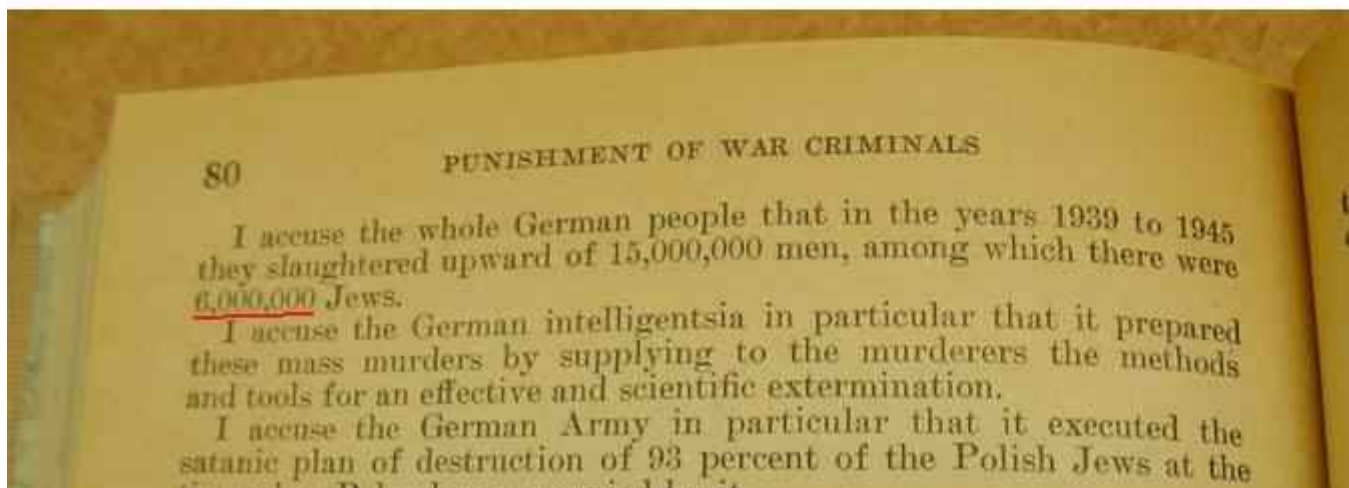 80
PUNISHMENT OF WAR CRIMINALS
I accuse the whole German people that in the years 1939 to 1945
they slaughtered upward of 15,000,000 men, among which there were
6,000,000 Jews.
I accuse the German intelligentsia in particular that it prepared
these mass murders by supplying to the murderers the methods
and tools for an effective and scientific extermination.
I accuse the German Army in particular that it executed the
satanic plan of destruction of 93 percent of the Polish Jews at the